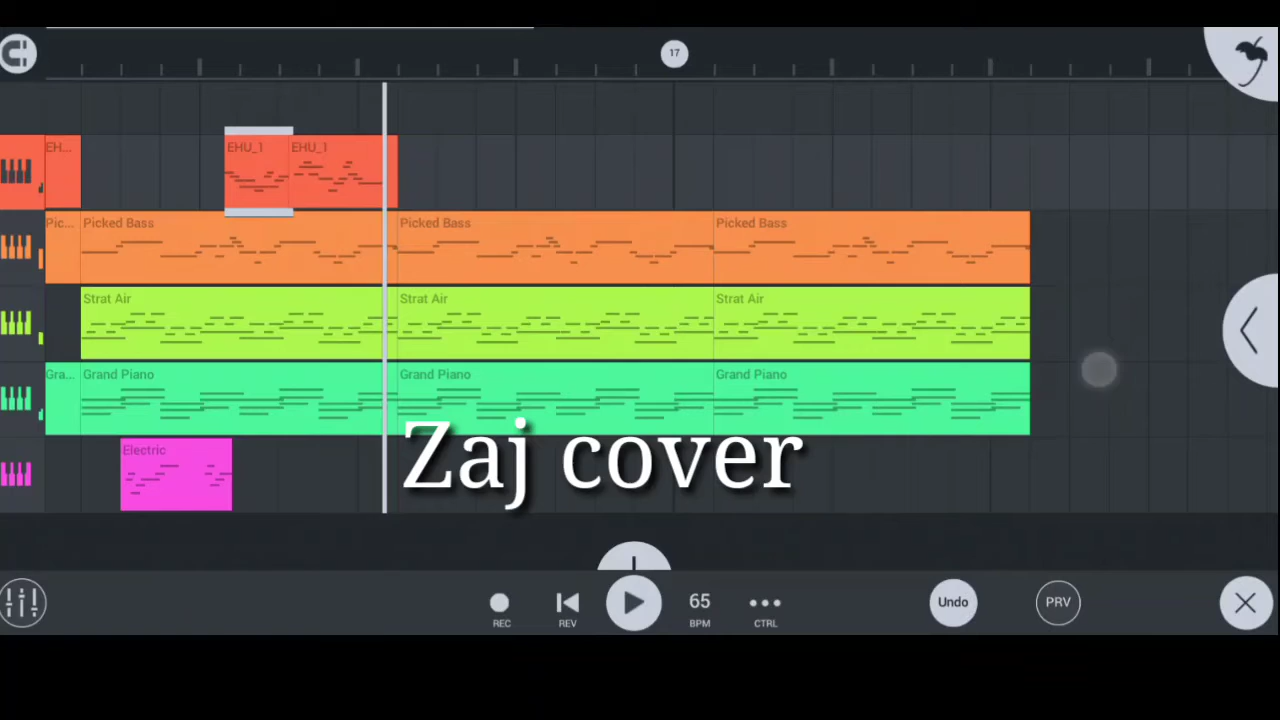 17
EH...
EHU_1
EHU_1
Pic...
Picked Bass
Picked Bass
Picked Bass
Strat Air
Strat Air
Strat Air
Gra...
Grand Piano
Grand Piano
Grand Piano
Electric
Zaj cover
65
Undo
PRV
REC
REV
BPM
CTRL